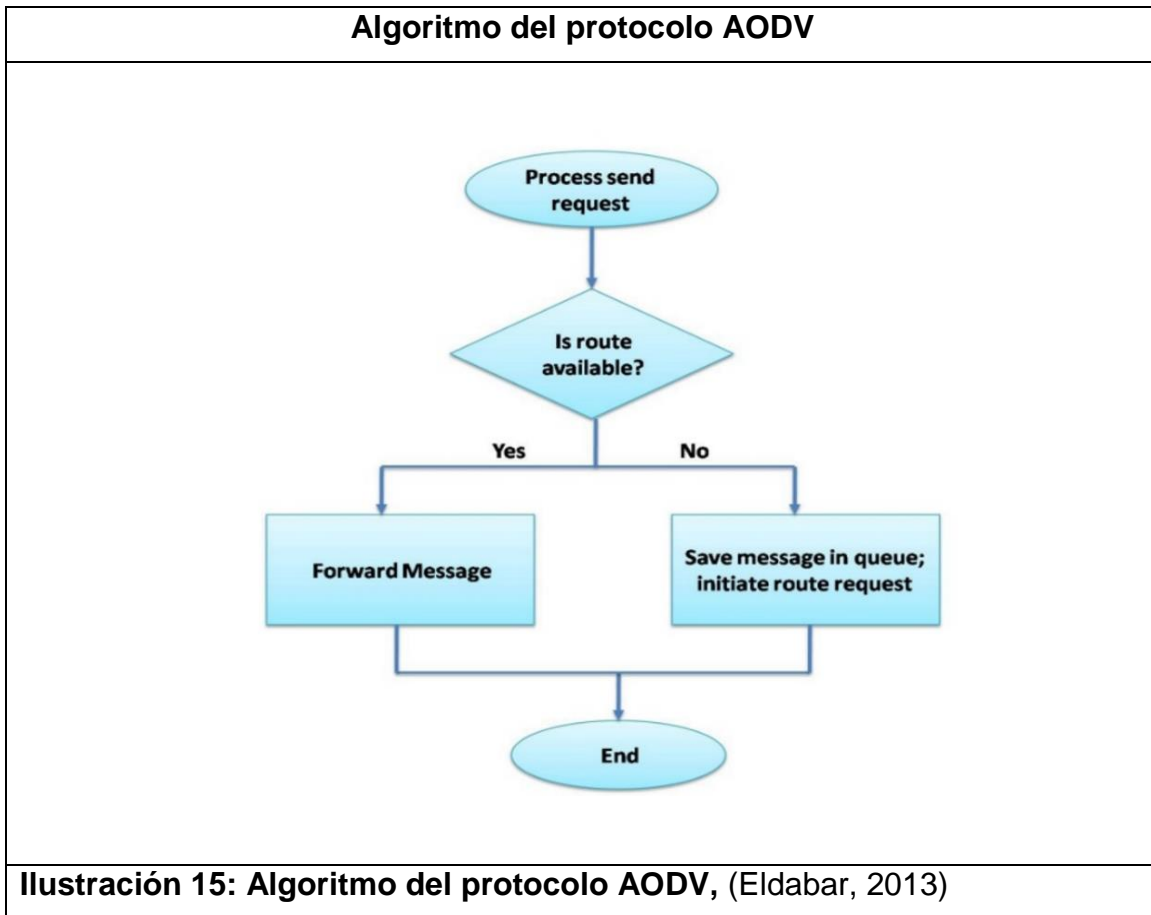 Algoritmo del protocolo AODV
Process send
request
Is route
available?
Yes
No
Forward Message
Save message in queue;
initiate route request
End
Ilustración 15: Algoritmo del protocolo AODV, (Eldabar, 2013)